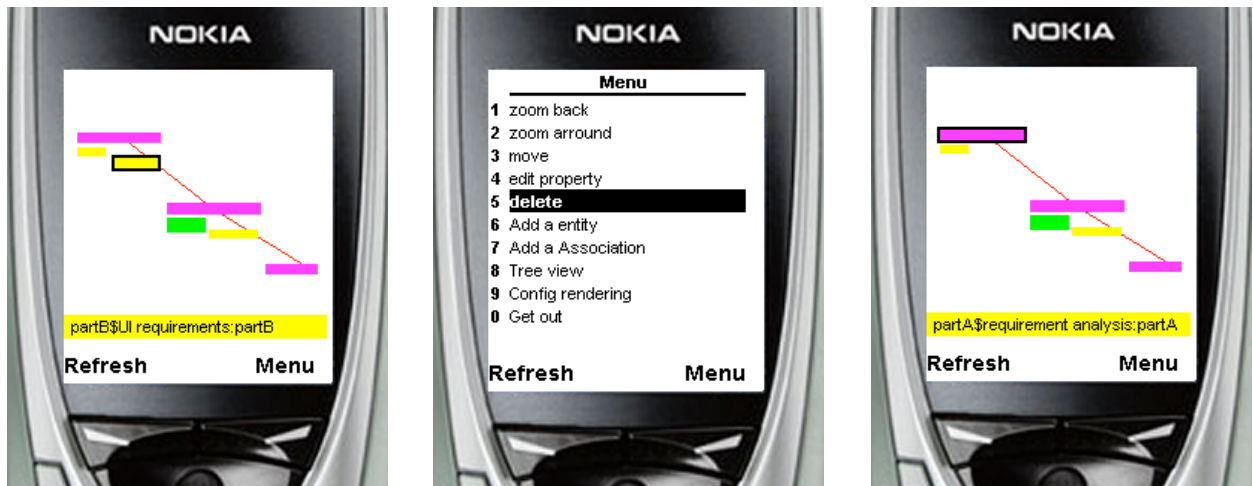 NOKIA
partB$UI requirements:partB
Refresh Menu
NOKIA
Menu
1 zoom back
2 zoom arround
3 move
4 edit property
5 delete
6 Add a entity
7 Add a Association
8 Tree view
9 Config rendering
0 Get out
Refresh Menu
NOKIA
partA$requirement analysis:partA
Refresh Menu